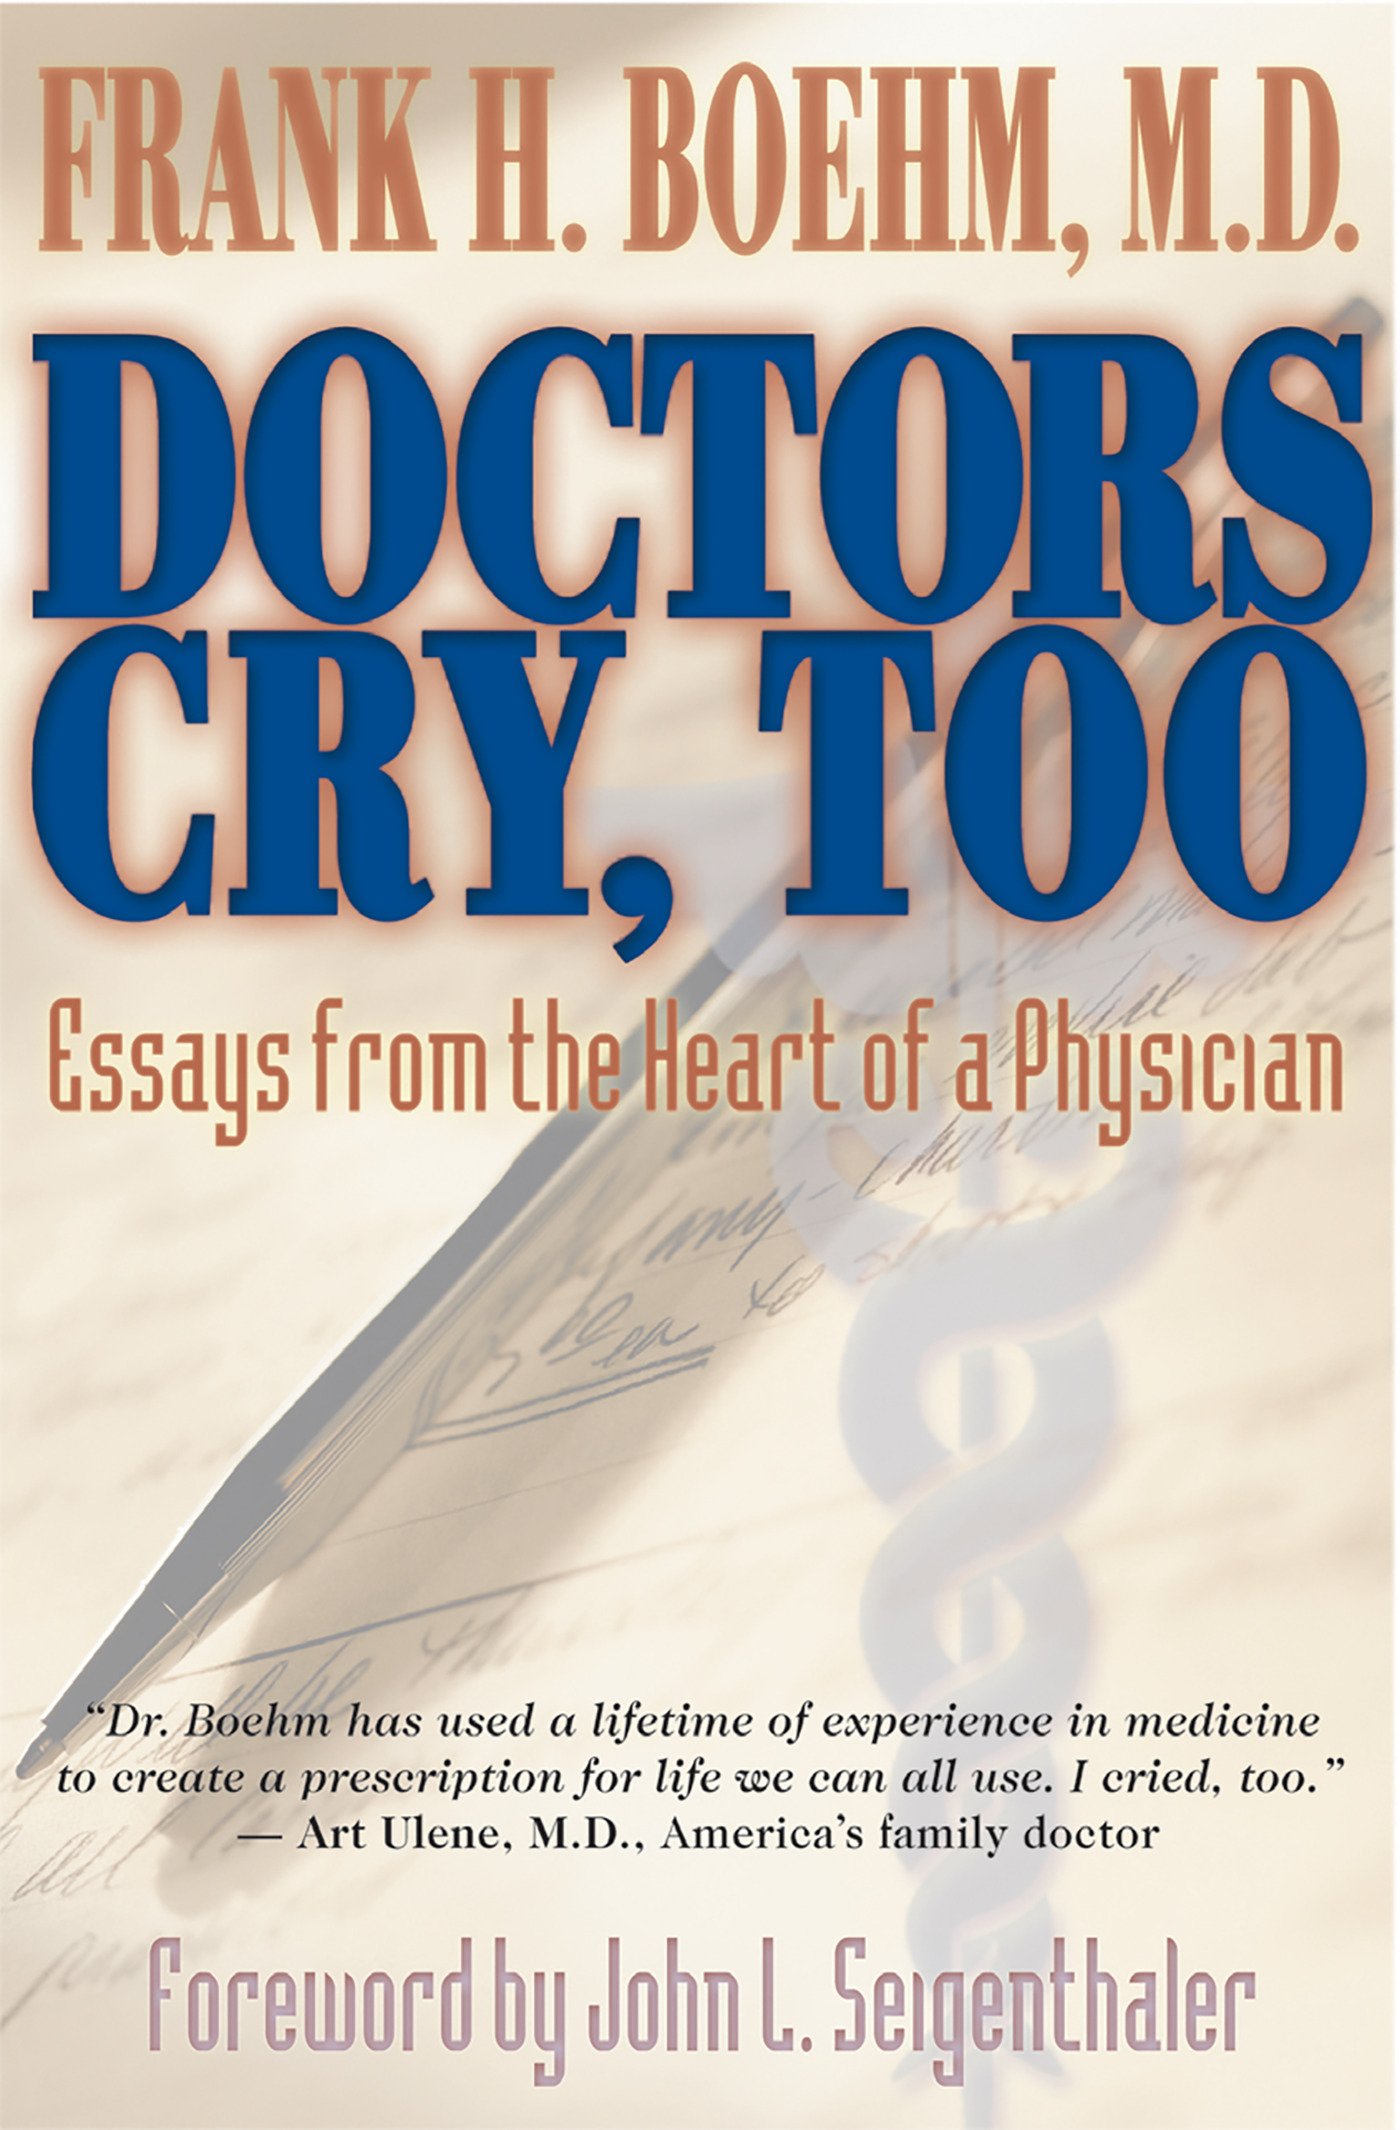 FRANK H. BOEHM, M.D.
DOCTORS
CRY, TOO
Essays from the Heart of a Physician
“Dr. Boehm has used a lifetime of experience in medicine
to create a prescription for life we can all use. I cried, too.”
— Art Ulene, M.D., America’s family doctor
Foreword by John L. Seigenthaler